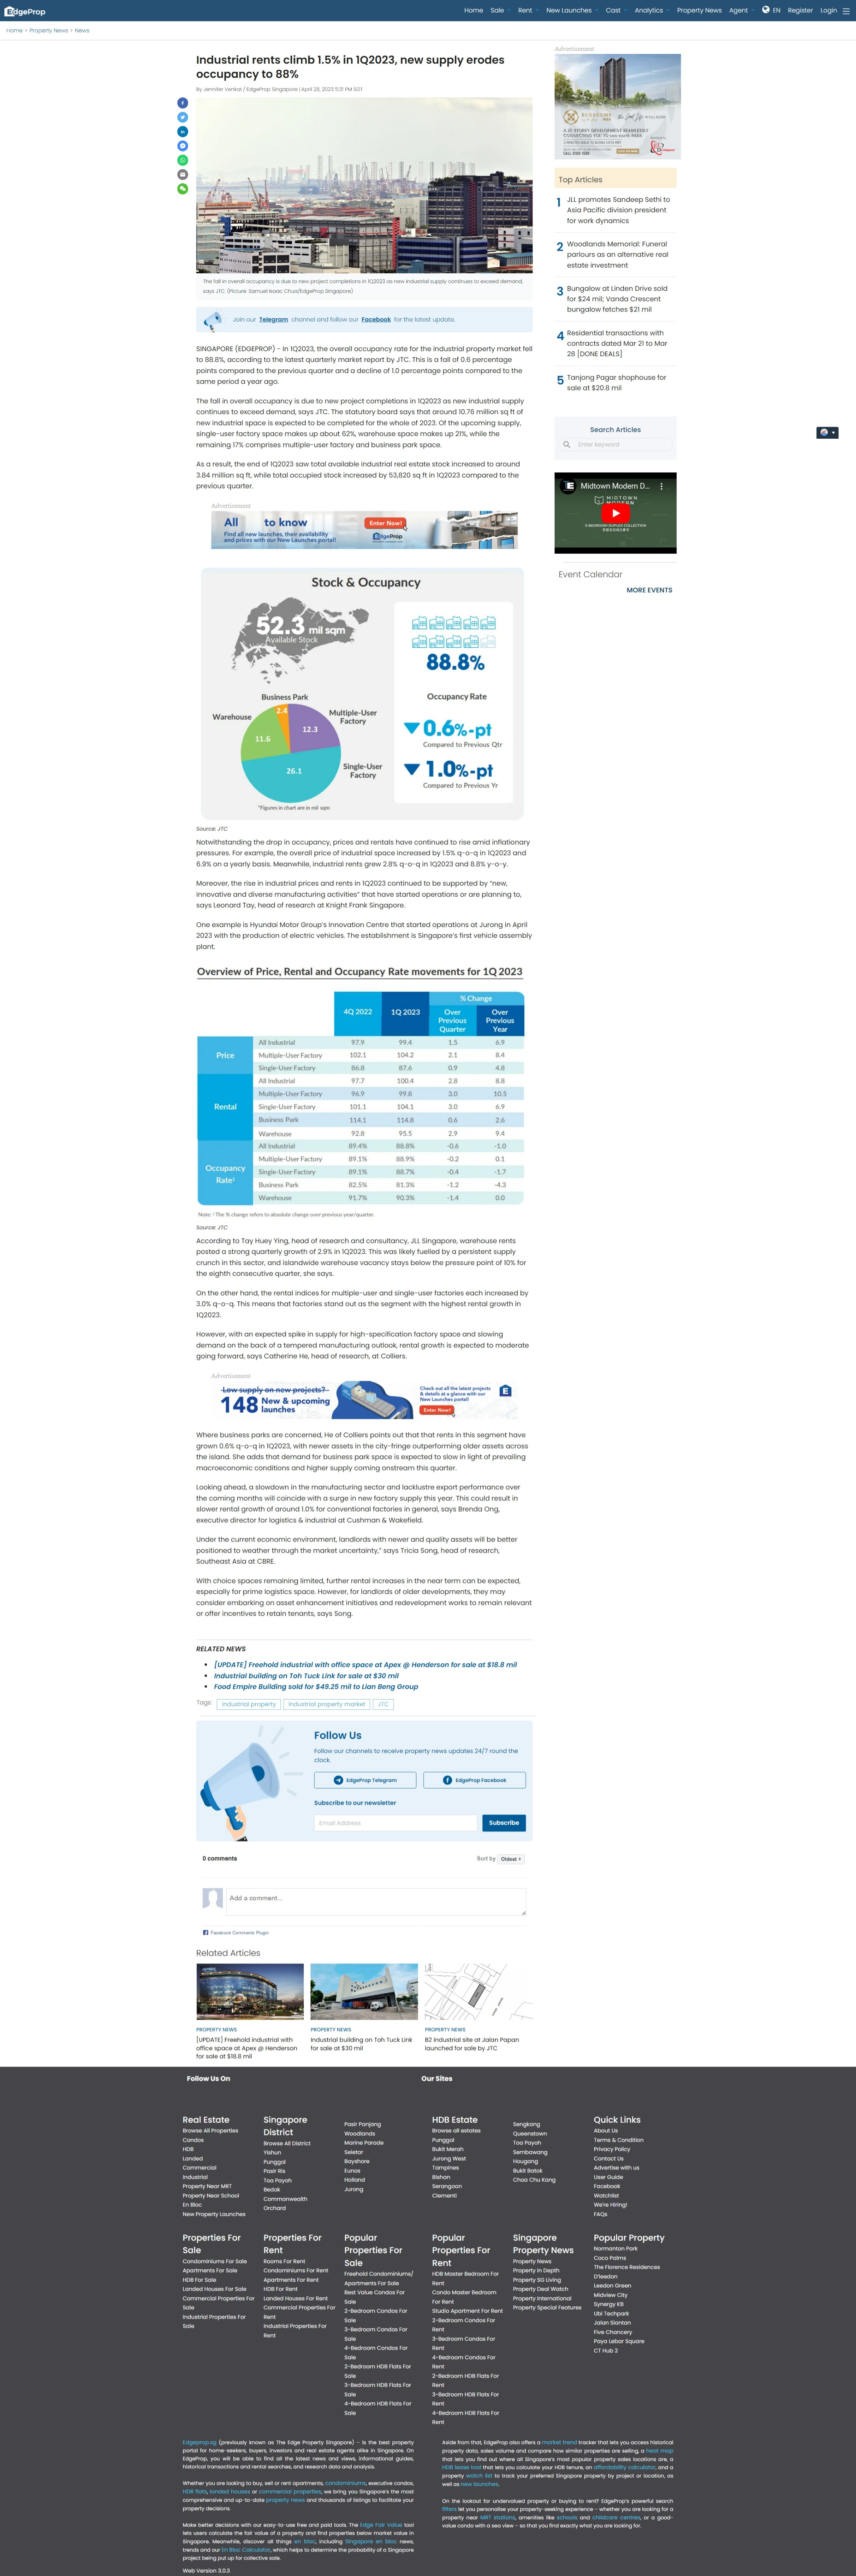 EdgeProp
Home Sale Rent New Launches Cast Analytics Property News Agent EN Register Login
Home > Property News > News
Industrial rents climb 1.5% in 1Q2023, new supply erodes
occupancy to 88%
By Jennifer Venkat / EdgeProp Singapore | April 28, 2023 5:31 PM SGT
The fall in overall occupancy is due to new project completions in 1Q2023 as new industrial supply continues to exceed demand,
says JTC. (Picture: Samuel Isaac Chua/EdgeProp Singapore)
Join our Telegram channel and follow our Facebook for the latest update.
SINGAPORE (EDGEPROP) - In 1Q2023, the overall occupancy rate for the industrial property market fell
to 88.8%, according to the latest quarterly market report by JTC. This is a fall of 0.6 percentage
points compared to the previous quarter and a decline of 1.0 percentage points compared to the
same period a year ago.
The fall in overall occupancy is due to new project completions in 1Q2023 as new industrial supply
continues to exceed demand, says JTC. The statutory board says that around 10.76 million sq ft of
new industrial space is expected to be completed for the whole of 2023. Out of the upcoming supply,
single-user factory space makes up about 62%, warehouse space makes up 21%, while the
remaining 17% comprises multiple-user factory and business park space.
As a result, the end of 1Q2023 saw total available industrial real estate stock increased to around
3.84 million sq ft, while total occupied stock increased by 53,820 sq ft in 1Q2023 compared to the
previous quarter.
Advertisement
All to know
Find all new launches, their availability
and prices with our New Launches portal!
Enter Now!
EdgeProp
Stock & Occupancy
52.3 mil sqm
Available Stock
Business Park
2.4
Warehouse
11.6
12.3
Multiple-User
Factory
26.1
Single-User
Factory
*Figures in chart are in mil sqm
88.8%
Occupancy Rate
0.6%-pt
Compared to Previous Qtr
1.0%-pt
Compared to Previous Yr
Source: JTC
Notwithstanding the drop in occupancy, prices and rentals have continued to rise amid inflationary
pressures. For example, the overall price of industrial space increased by 1.5% q-o-q in 1Q2023 and
6.9% on a yearly basis. Meanwhile, industrial rents grew 2.8% q-o-q in 1Q2023 and 8.8% y-o-y.
Moreover, the rise in industrial prices and rents in 1Q2023 continued to be supported by "new,
innovative and diverse manufacturing activities" that have started operations or are planning to,
says Leonard Tay, head of research at Knight Frank Singapore.
One example is Hyundai Motor Group's Innovation Centre that started operations at Jurong in April
2023 with the production of electric vehicles. The establishment is Singapore's first vehicle assembly
plant.
Overview of Price, Rental and Occupancy Rate movements for 1Q 2023
4Q 2022 1Q 2023 % Change
Over Previous Quarter Over Previous Year
Price
All Industrial 97.9 99.4 1.5 6.9
Multiple-User Factory 102.1 104.2 2.1 8.4
Single-User Factory 86.8 87.6 0.9 4.8
Rental
All Industrial 97.7 100.4 2.8 8.8
Multiple-User Factory 96.9 99.8 3.0 10.5
Single-User Factory 101.1 104.1 3.0 6.9
Business Park 114.1 114.8 0.6 2.6
Warehouse 92.8 95.5 2.9 9.4
Occupancy Rate¹
All Industrial 89.4% 88.8% -0.6 -1.0
Multiple-User Factory 89.1% 88.9% -0.2 0.1
Single-User Factory 89.1% 88.7% -0.4 -1.7
Business Park 82.5% 81.3% -1.2 -4.3
Warehouse 91.7% 90.3% -1.4 0.0
Note: ¹ The % change refers to absolute change over previous year/quarter.
Source: JTC
According to Tay Huey Ying, head of research and consultancy, JLL Singapore, warehouse rents
posted a strong quarterly growth of 2.9% in 1Q2023. This was likely fuelled by a persistent supply
crunch in this sector, and islandwide warehouse vacancy stays below the pressure point of 10% for
the eighth consecutive quarter, she says.
On the other hand, the rental indices for multiple-user and single-user factories each increased by
3.0% q-o-q. This means that factories stand out as the segment with the highest rental growth in
1Q2023.
However, with an expected spike in supply for high-specification factory space and slowing
demand on the back of a tempered manufacturing outlook, rental growth is expected to moderate
going forward, says Catherine He, head of research, at Colliers.
Advertisement
Low supply on new projects?
148 New & upcoming
launches
Check out all the latest projects
& details at a glance with our
New Launches portal!
Enter Now!
Where business parks are concerned, He of Colliers points out that that rents in this segment have
grown 0.6% q-o-q in 1Q2023, with newer assets in the city-fringe outperforming older assets across
the island. She adds that demand for business park space is expected to slow in light of prevailing
macroeconomic conditions and higher supply coming onstream this quarter.
Looking ahead, a slowdown in the manufacturing sector and lacklustre export performance over
the coming months will coincide with a surge in new factory supply this year. This could result in
slower rental growth of around 1.0% for conventional factories in general, says Brenda Ong,
executive director for logistics & industrial at Cushman & Wakefield.
Under the current economic environment, landlords with newer and quality assets will be better
positioned to weather through the market uncertainty," says Tricia Song, head of research,
Southeast Asia at CBRE.
With choice spaces remaining limited, further rental increases in the near term can be expected,
especially for prime logistics space. However, for landlords of older developments, they may
consider embarking on asset enhancement initiatives and redevelopment works to remain relevant
or offer incentives to retain tenants, says Song.
RELATED NEWS
[UPDATE] Freehold industrial with office space at Apex @ Henderson for sale at $18.8 mil
Industrial building on Toh Tuck Link for sale at $30 mil
Food Empire Building sold for $49.25 mil to Lian Beng Group
Tags: industrial property industrial property market JTC
Follow Us
Follow our channels to receive property news updates 24/7 round the
clock.
EdgeProp Telegram EdgeProp Facebook
Subscribe to our newsletter
Email Address Subscribe
0 comments Sort by Oldest
Add a comment...
Facebook Comments Plugin
Related Articles
PROPERTY NEWS
[UPDATE] Freehold industrial with
office space at Apex @ Henderson
for sale at $18.8 mil
PROPERTY NEWS
Industrial building on Toh Tuck Link
for sale at $30 mil
PROPERTY NEWS
B2 industrial site at Jalan Papan
launched for sale by JTC
Advertisement
A 27-STOREY DEVELOPMENT SEAMLESSLY
CONNECTING YOU TO one-north PARK
Top Articles
1 JLL promotes Sandeep Sethi to
Asia Pacific division president
for work dynamics
2 Woodlands Memorial: Funeral
parlours as an alternative real
estate investment
3 Bungalow at Linden Drive sold
for $24 mil; Vanda Crescent
bungalow fetches $21 mil
4 Residential transactions with
contracts dated Mar 21 to Mar
28 [DONE DEALS]
5 Tanjong Pagar shophouse for
sale at $20.8 mil
Search Articles
Enter keyword
Midtown Modern D...
MIDTOWN
MODERN
Event Calendar
MORE EVENTS
Follow Us On
Our Sites
Real Estate
Browse All Properties
Condos
HDB
Landed
Commercial
Industrial
Property Near MRT
Property Near School
En Bloc
New Property Launches
Singapore
District
Browse All District
Yishun
Punggol
Pasir Ris
Toa Payoh
Bedok
Commonwealth
Orchard
Pasir Panjang
Woodlands
Marine Parade
Seletar
Bayshore
Eunos
Holland
Jurong
HDB Estate
Browse all estates
Punggol
Bukit Merah
Jurong West
Tampines
Bishan
Serangoon
Clementi
Sengkang
Queenstown
Toa Payoh
Sembawang
Hougang
Bukit Batok
Choa Chu Kang
Quick Links
About Us
Terms & Condition
Privacy Policy
Contact Us
Advertise with us
User Guide
Facebook
Watchlist
We're Hiring!
FAQs
Properties For
Sale
Condominiums For Sale
Apartments For Sale
HDB For Sale
Landed Houses For Sale
Commercial Properties For
Sale
Industrial Properties For
Sale
Properties For
Rent
Rooms For Rent
Condominiums For Rent
Apartments For Rent
HDB For Rent
Landed Houses For Rent
Commercial Properties For
Rent
Industrial Properties For
Rent
Popular
Properties For
Sale
Freehold Condominiums/
Apartments For Sale
Best Value Condos For
Sale
2-Bedroom Condos For
Sale
3-Bedroom Condos For
Sale
4-Bedroom Condos For
Sale
2-Bedroom HDB Flats For
Sale
3-Bedroom HDB Flats For
Sale
4-Bedroom HDB Flats For
Sale
Popular
Properties For
Rent
HDB Master Bedroom For
Rent
Condo Master Bedroom
For Rent
Studio Apartment For Rent
2-Bedroom Condos For
Rent
3-Bedroom Condos For
Rent
4-Bedroom Condos For
Rent
2-Bedroom HDB Flats For
Rent
3-Bedroom HDB Flats For
Rent
4-Bedroom HDB Flats For
Rent
Singapore
Property News
Property News
Property In Depth
Property SG Living
Property Deal Watch
Property International
Property Special Features
Popular Property
Normanton Park
Coco Palms
The Florence Residences
D'leedon
Leedon Green
Midview City
Synergy KB
Ubi Techpark
Jalan Siantan
Five Chancery
Paya Lebar Square
CT Hub 2
Edgeprop.sg (previously known as The Edge Property Singapore) - is the best property
portal for home-seekers, buyers, investors and real estate agents alike in Singapore. On
EdgeProp, you will be able to find all the latest news and views, informational guides,
historical transactions and rental searches, and research data and analysis.
Whether you are looking to buy, sell or rent apartments, condominiums, executive condos,
HDB flats, landed houses or commercial properties, we bring you Singapore's most
comprehensive and up-to-date property news and thousands of listings to facilitate your
property decisions.
Make better decisions with our easy-to-use free and paid tools. The Edge Fair Value tool
lets users calculate the fair value of a property and find properties below market value in
Singapore. Meanwhile, discover all things en bloc, including Singapore en bloc news,
trends and our En Bloc Calculator, which helps to determine the probability of a Singapore
project being put up for collective sale.
Web Version 3.0.3
Aside from that, EdgeProp also offers a market trend tracker that lets you access historical
property data, sales volume and compare how similar properties are selling, a heat map
that lets you find out where all Singapore's most popular property sales locations are, a
HDB lease tool that lets you calculate your HDB tenure, an affordability calculator, and a
property watch list to track your preferred Singapore property by project or location, as
well as new launches.
On the lookout for undervalued property or buying to rent? EdgeProp's powerful search
filters let you personalise your property-seeking experience - whether you are looking for a
property near MRT stations, amenities like schools and childcare centres, or a good-
value condo with a sea view - so that you find exactly what you are looking for.